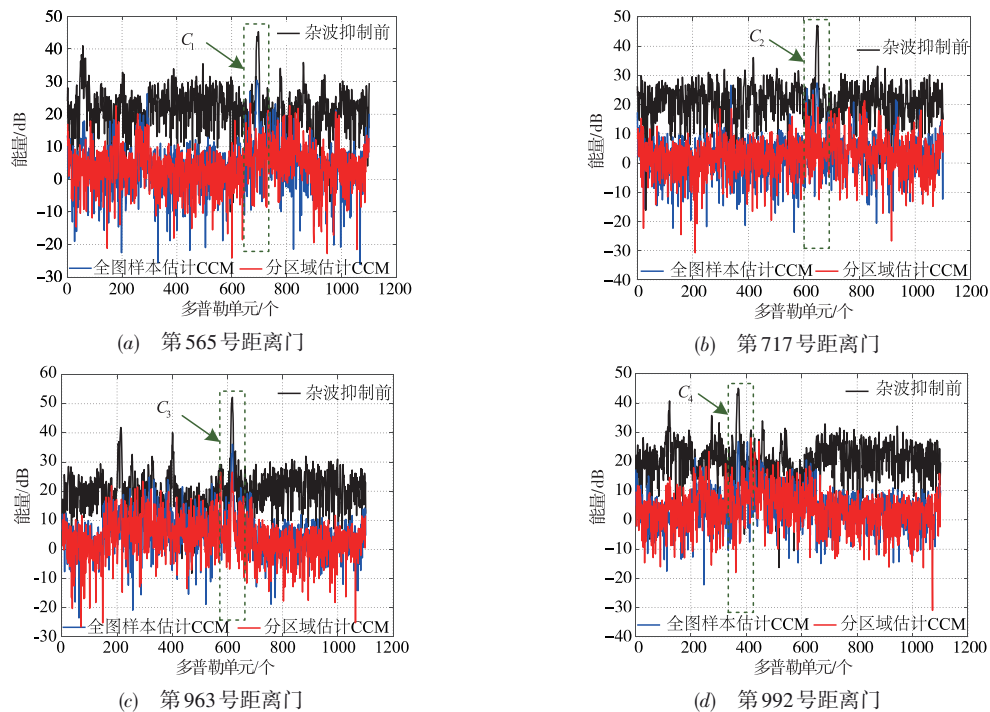 50
40
30
20
10
0
−10
−20
−30
能量/dB
C₁
杂波抑制前
全图样本估计CCM
分区域估计CCM
0 200 400 600 800 1000 1200
多普勒单元/个
(a) 第565号距离门
50
40
30
20
10
0
−10
−20
−30
−40
能量/dB
C₂
杂波抑制前
全图样本估计CCM
分区域估计CCM
0 200 400 600 800 1000 1200
多普勒单元/个
(b) 第717号距离门
60
50
40
30
20
10
0
−10
−20
−30
能量/dB
C₃
杂波抑制前
全图样本估计CCM
分区域估计CCM
0 200 400 600 800 1000 1200
多普勒单元/个
(c) 第963号距离门
50
40
30
20
10
0
−10
−20
−30
−40
能量/dB
C₄
杂波抑制前
全图样本估计CCM
分区域估计CCM
0 200 400 600 800 1000 1200
多普勒单元/个
(d) 第992号距离门